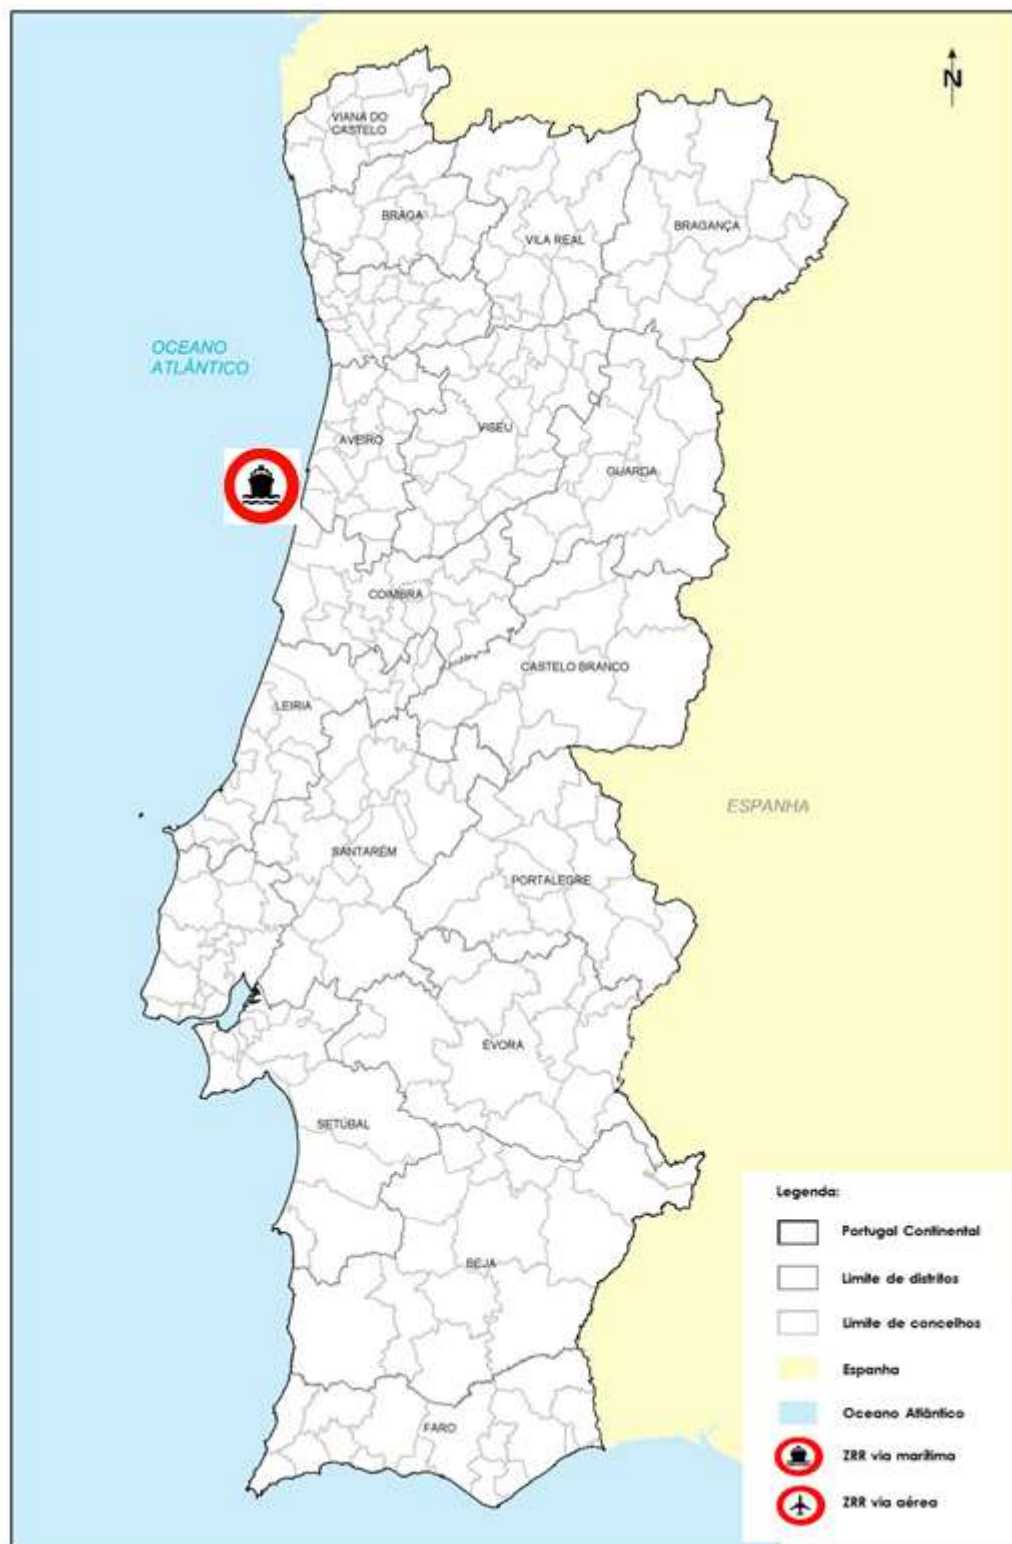 N
VIANA DO
CASTELO
BRAGA
VILA REAL
BRAGANÇA
OCEANO
ATLÂNTICO
AVEIRO
VISEU
GUARDA
COIMBRA
CASTELO BRANCO
LEIRIA
ESPANHA
SANTARÉM
PORTALEGRE
ÉVORA
SETÚBAL
BEJA
FARO
Legenda:
Portugal Continental
Limite de distritos
Limite de concelhos
Espanha
Oceano Atlântico
ZRR via marítima
ZRR via aérea